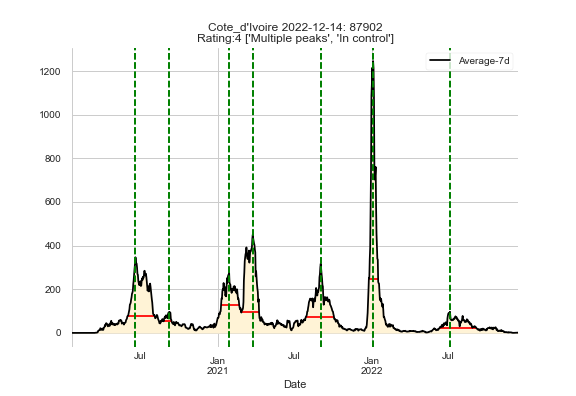 Cote_d'Ivoire 2022-12-14: 87902
Rating:4 ['Multiple peaks', 'In control']
Average-7d
1200
1000
800
600
400
200
0
Jul
Jan
2021
Jul
Jan
2022
Jul
Date